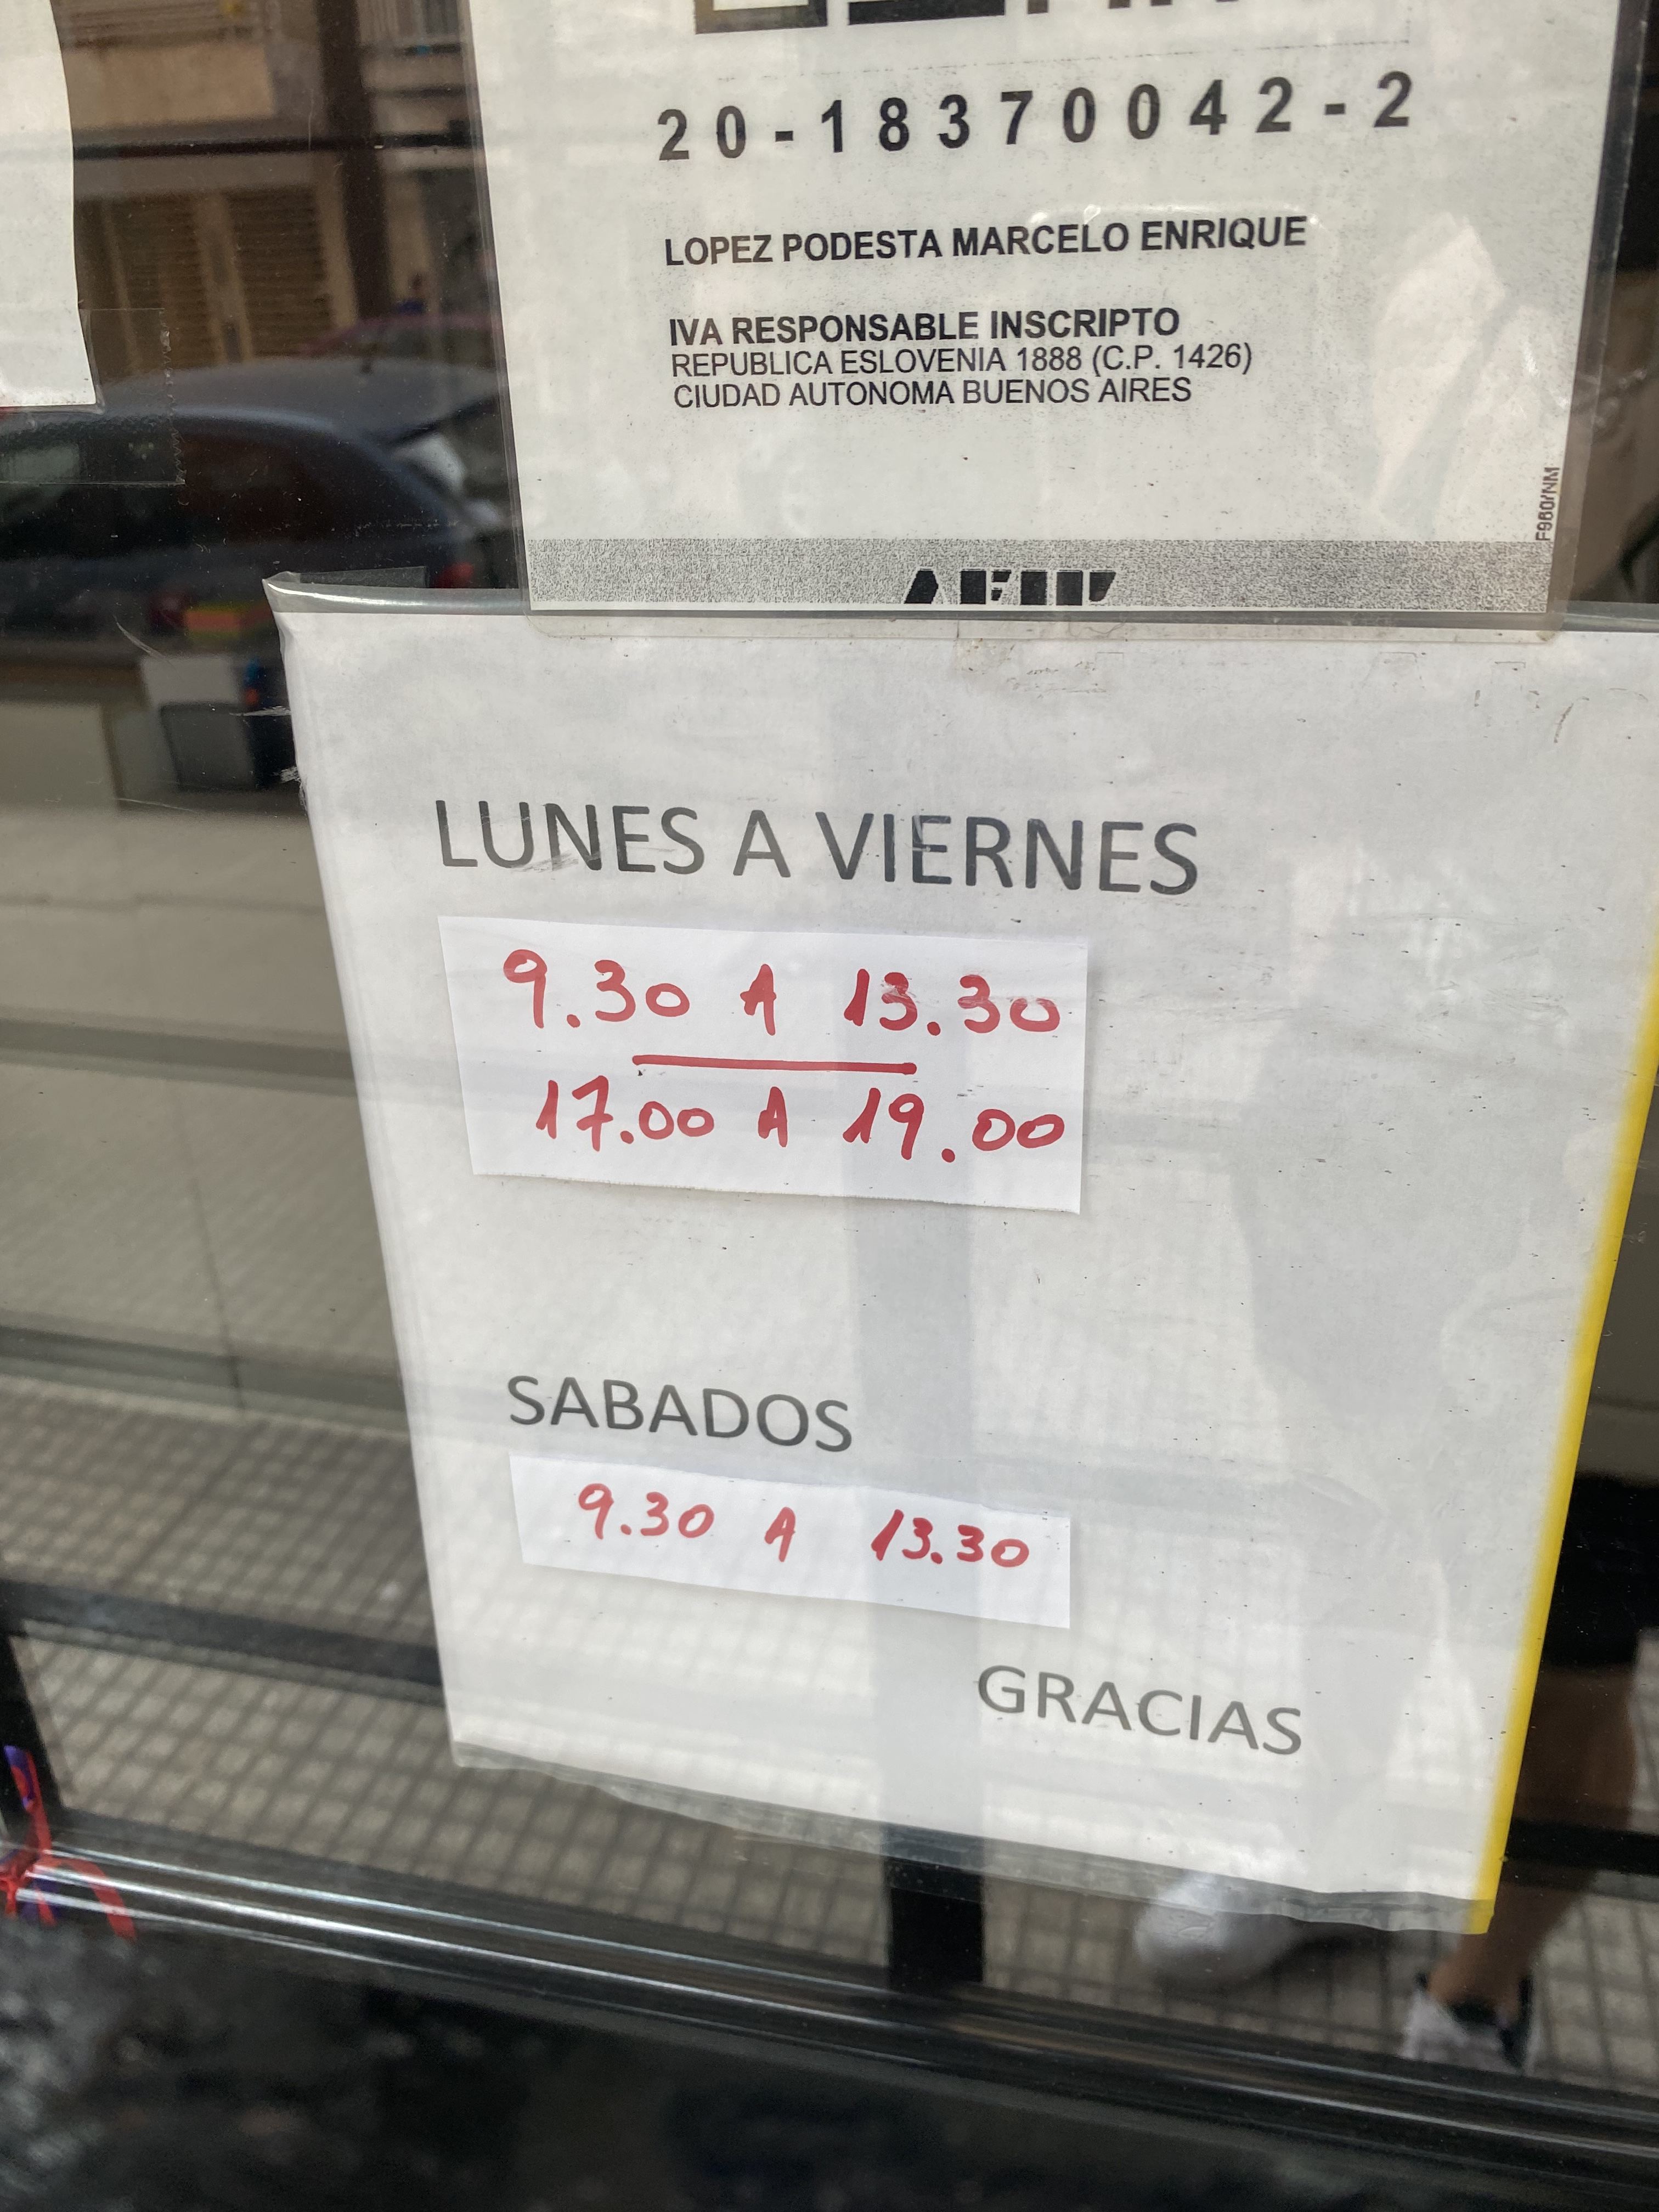 20-18370042-2
LOPEZ PODESTA MARCELO ENRIQUE
IVA RESPONSABLE INSCRIPTO
REPUBLICA ESLOVENIA 1888 (C.P. 1426)
CIUDAD AUTONOMA BUENOS AIRES
F960/NM
AFIP
LUNES A VIERNES
9.30 A 13.30
17.00 A 19.00
SABADOS
9.30 A 13.30
GRACIAS